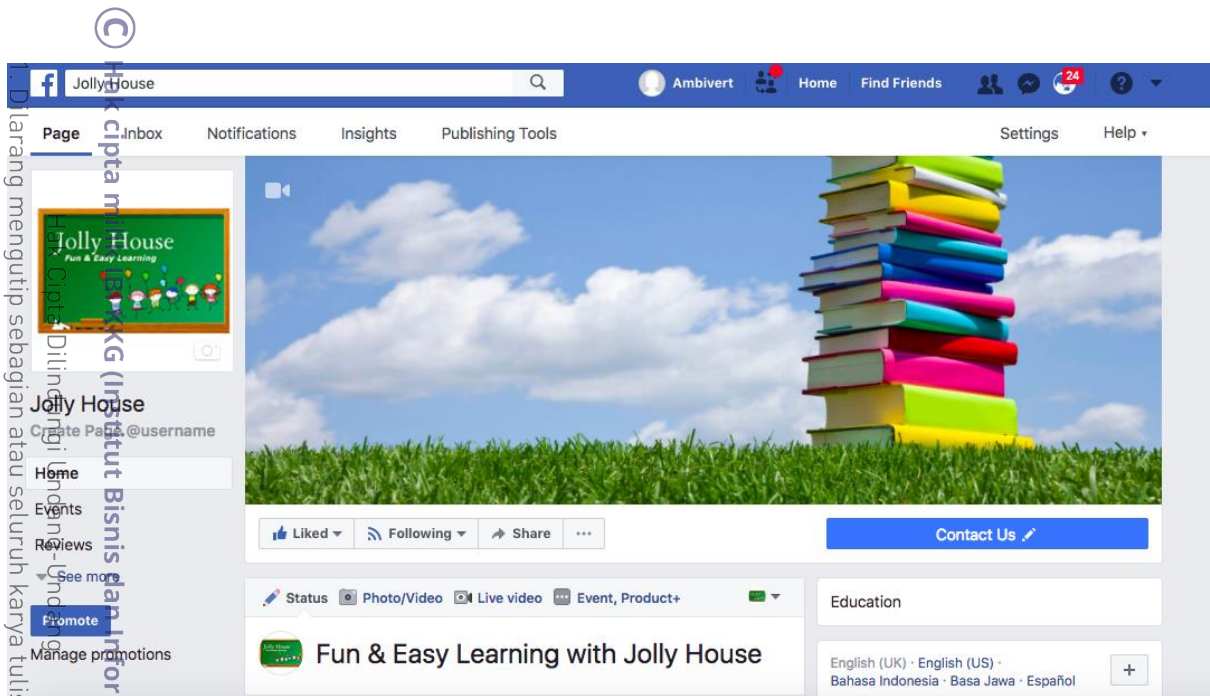 Jolly House
Ambivert
Home
Find Friends
24
?
Page
Inbox
Notifications
Insights
Publishing Tools
Settings
Help
Jolly House
Fun & Easy Learning
Jolly House
Create Page @username
Home
Events
Reviews
See more
Promote
Manage promotions
Liked
Following
Share
...
Contact Us
Status
Photo/Video
Live video
Event, Product+
Education
Fun & Easy Learning with Jolly House
English (UK) · English (US) ·
Bahasa Indonesia · Basa Jawa · Español
+
© Hak cipta milik IBI KKG (Institut Bisnis dan Infor
Hak Cipta Dilindungi Undang-Undang
1. Dilarang mengutip sebagian atau seluruh karya tulis